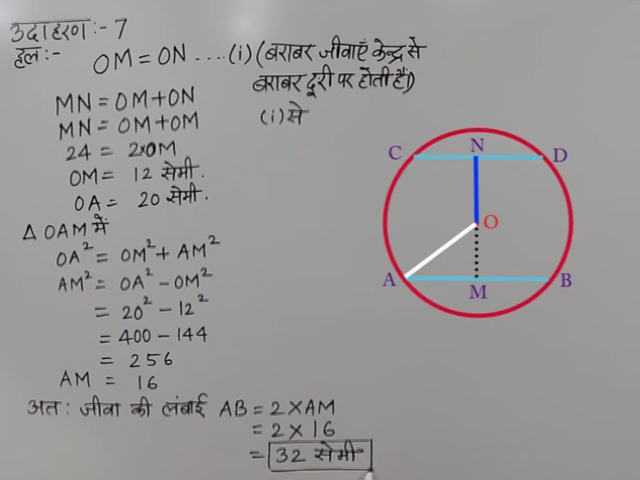 उदाहरण:- 7
हल:- OM = ON ....(i) (बराबर जीवाएँ केन्द्र से
बराबर दूरी पर होती हैं)
MN = OM + ON
MN = OM + OM (i) से
24 = 2×OM
OM = 12 सेमी.
OA = 20 सेमी.
Δ OAM में
OA² = OM² + AM²
AM² = OA² - OM²
= 20² - 12²
= 400 - 144
= 256
AM = 16
अत: जीवा की लंबाई AB = 2 × AM
= 2 × 16
= 32 सेमी
C N D
O
A M B